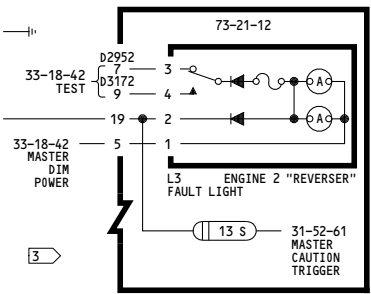 73-21-12
D2952
33-18-42 7 3
TEST D3172
9 4 A
19 2 A
33-18-42 5 1
MASTER
DIM
POWER
L3 ENGINE 2 "REVERSER"
FAULT LIGHT
13 S 31-52-61
MASTER
CAUTION
TRIGGER
3